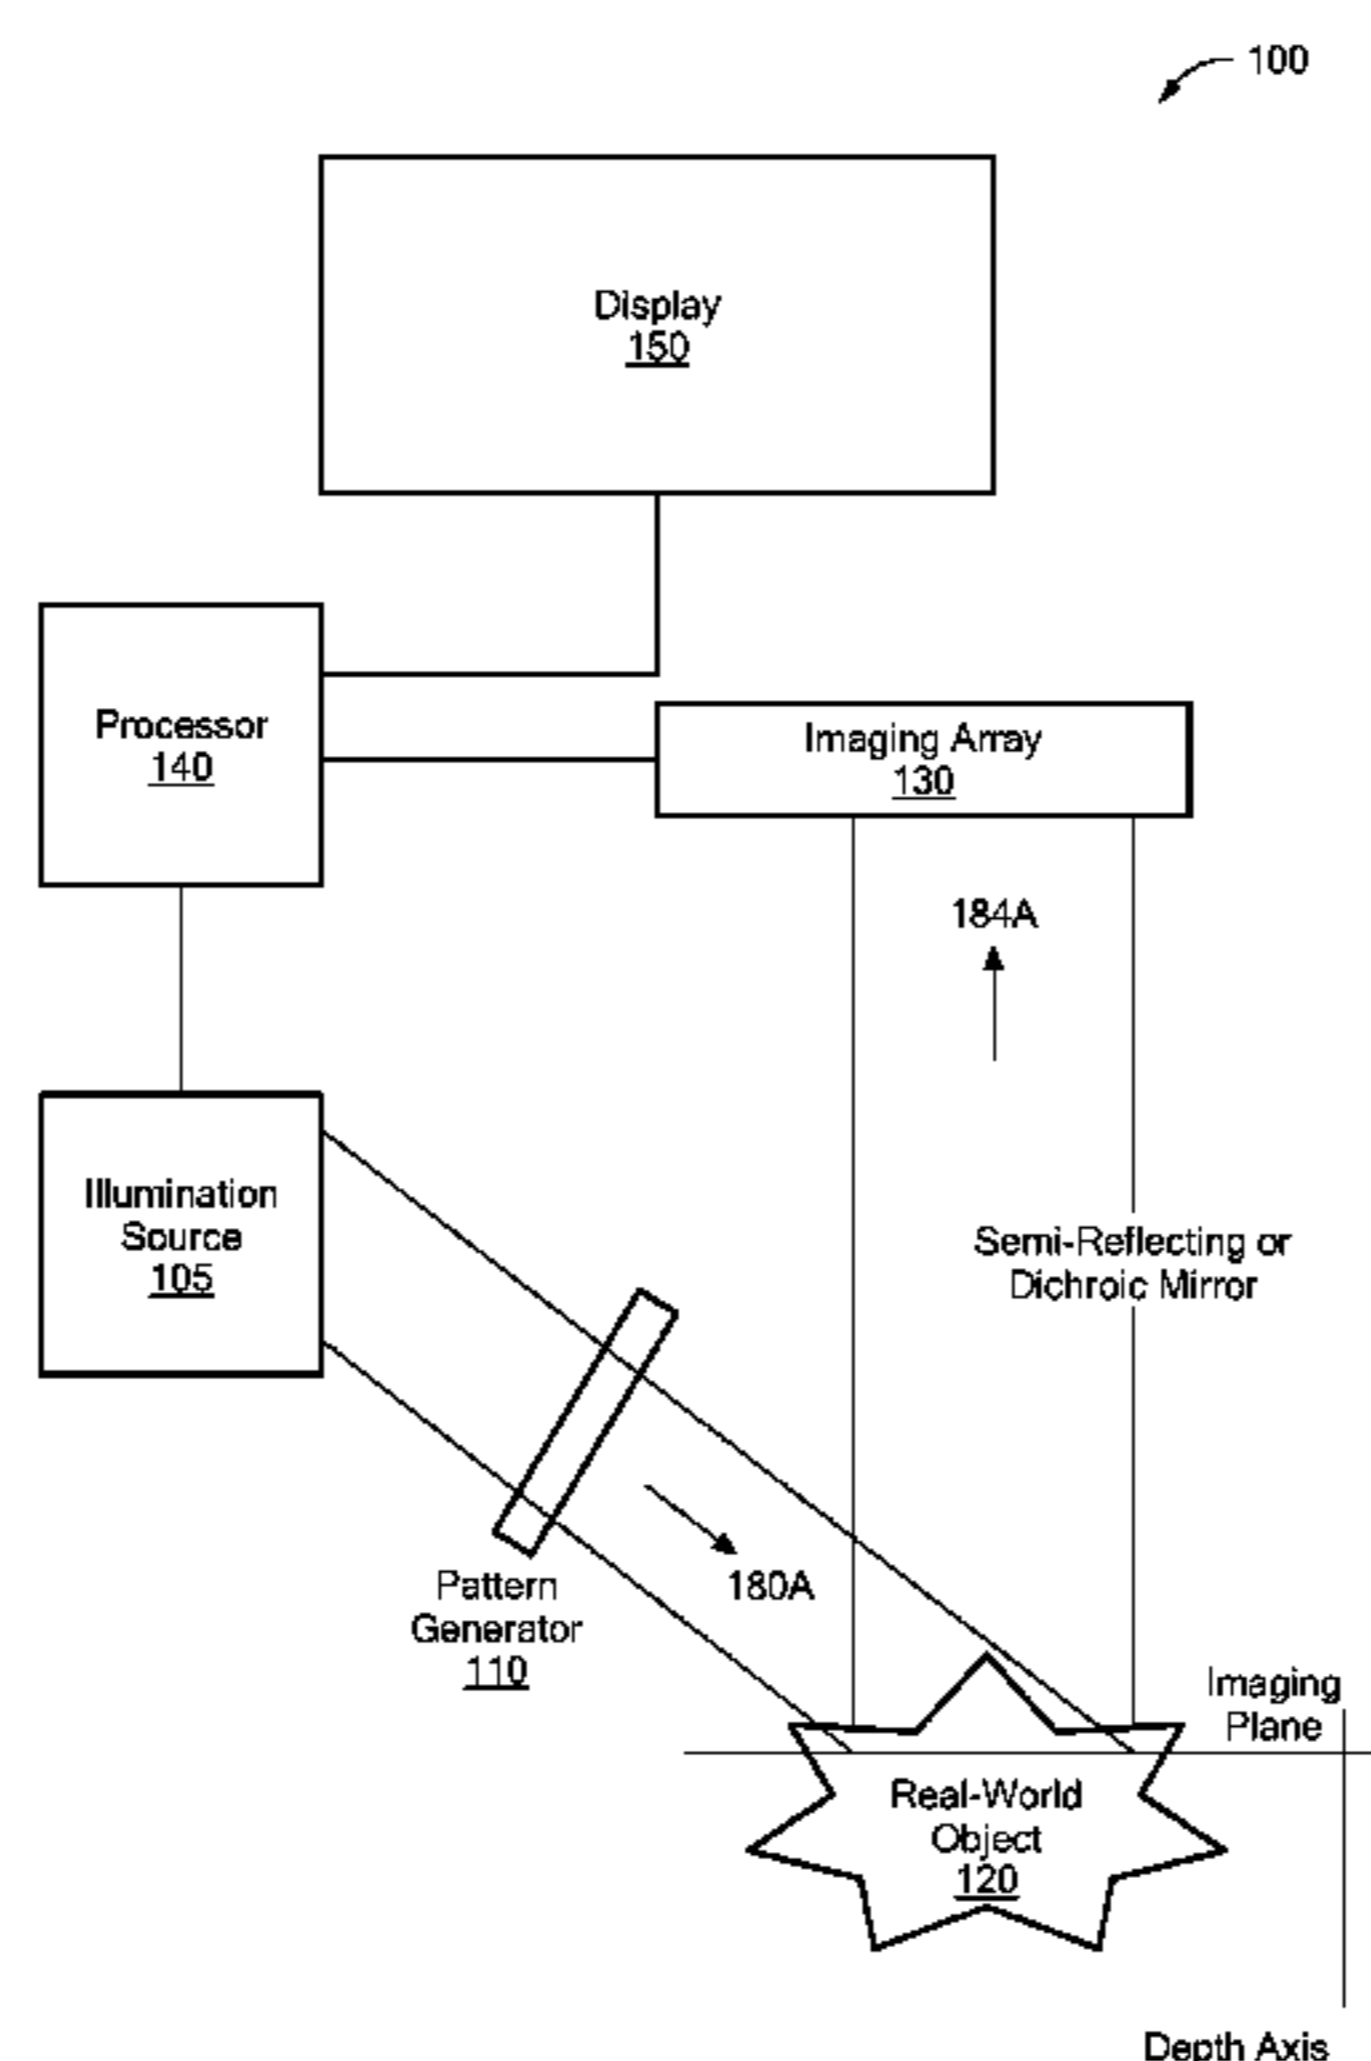 100
Display
150
Processor
140
Imaging Array
130
184A
Illumination
Source
105
Semi-Reflecting or
Dichroic Mirror
180A
Pattern
Generator
110
Imaging
Plane
Real-World
Object
120
Depth Axis